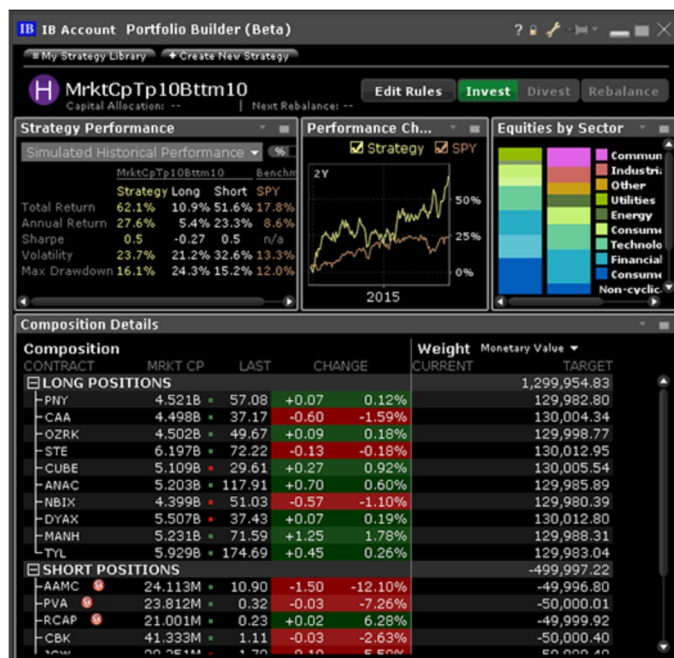 IB IB Account Portfolio Builder (Beta)
My Strategy Library + Create New Strategy
H MrktCpTp10Bttm10 Edit Rules Invest Divest Rebalance
Capital Allocation: -- | Next Rebalance: --
Strategy Performance
Simulated Historical Performance %
MrktCpTp10Bttm10 Benchm
Strategy Long Short SPY
Total Return 62.1% 10.9% 51.6% 17.8%
Annual Return 27.6% 5.4% 23.3% 8.6%
Sharpe 0.5 -0.27 0.5 n/a
Volatility 23.7% 21.2% 32.6% 13.3%
Max Drawdown 16.1% 24.3% 15.2% 12.0%
Performance Ch...
Strategy SPY
2Y
50%
25%
0%
2015
Equities by Sector
Commun
Industria
Other
Utilities
Energy
Consume
Technolo
Financial
Consume
Non-cyclic
Composition Details
Composition Weight Monetary Value
CONTRACT MRKT CP LAST CHANGE CURRENT TARGET
LONG POSITIONS 1,299,954.83
PNY 4.521B 57.08 +0.07 0.12% 129,982.80
CAA 4.498B 37.17 -0.60 -1.59% 130,004.34
OZRK 4.502B 49.67 +0.09 0.18% 129,998.77
STE 6.197B 72.22 -0.13 -0.18% 130,012.95
CUBE 5.109B 29.61 +0.27 0.92% 130,005.54
ANAC 5.203B 117.91 +0.70 0.60% 129,985.89
NBIX 4.399B 51.03 -0.57 -1.10% 129,980.39
DYAX 5.507B 37.43 +0.07 0.19% 130,012.80
MANH 5.231B 71.59 +1.25 1.78% 129,988.31
TYL 5.929B 174.69 +0.45 0.26% 129,983.04
SHORT POSITIONS -499,997.22
AAMC 24.113M 10.90 -1.50 -12.10% -49,996.80
PVA 23.812M 0.32 -0.03 -7.26% -50,000.01
RCAP 21.001M 0.23 +0.02 6.28% -49,999.92
CBK 41.333M 1.11 -0.03 -2.63% -50,000.40